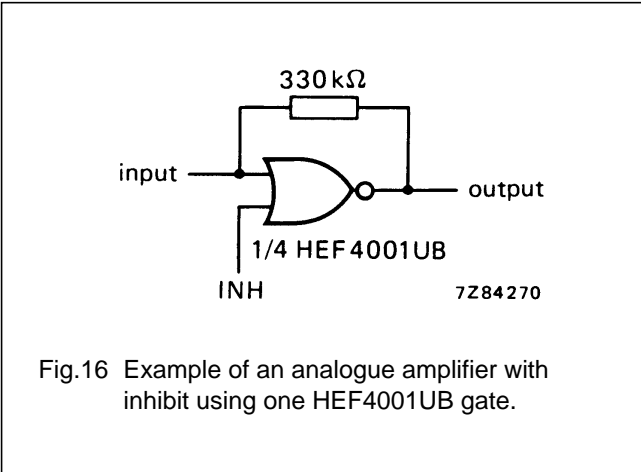 330kΩ
input
output
1/4 HEF4001UB
INH
7Z84270
Fig.16 Example of an analogue amplifier with
inhibit using one HEF4001UB gate.